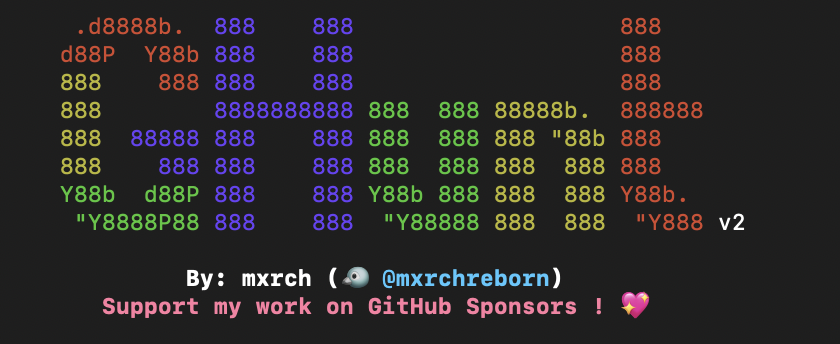 .d8888b.  888    888                   888
d88P  Y88b 888    888                   888
888    888 888    888                   888
888        8888888888 888  888 88888b.  888888
888  88888 888    888 888  888 888 "88b 888
888    888 888    888 888  888 888  888 888
Y88b  d88P 888    888 Y88b 888 888  888 Y88b.
 "Y8888P88 888    888  "Y88888 888  888  "Y888 v2
By: mxrch (🐦 @mxrchreborn)
Support my work on GitHub Sponsors ! 💖